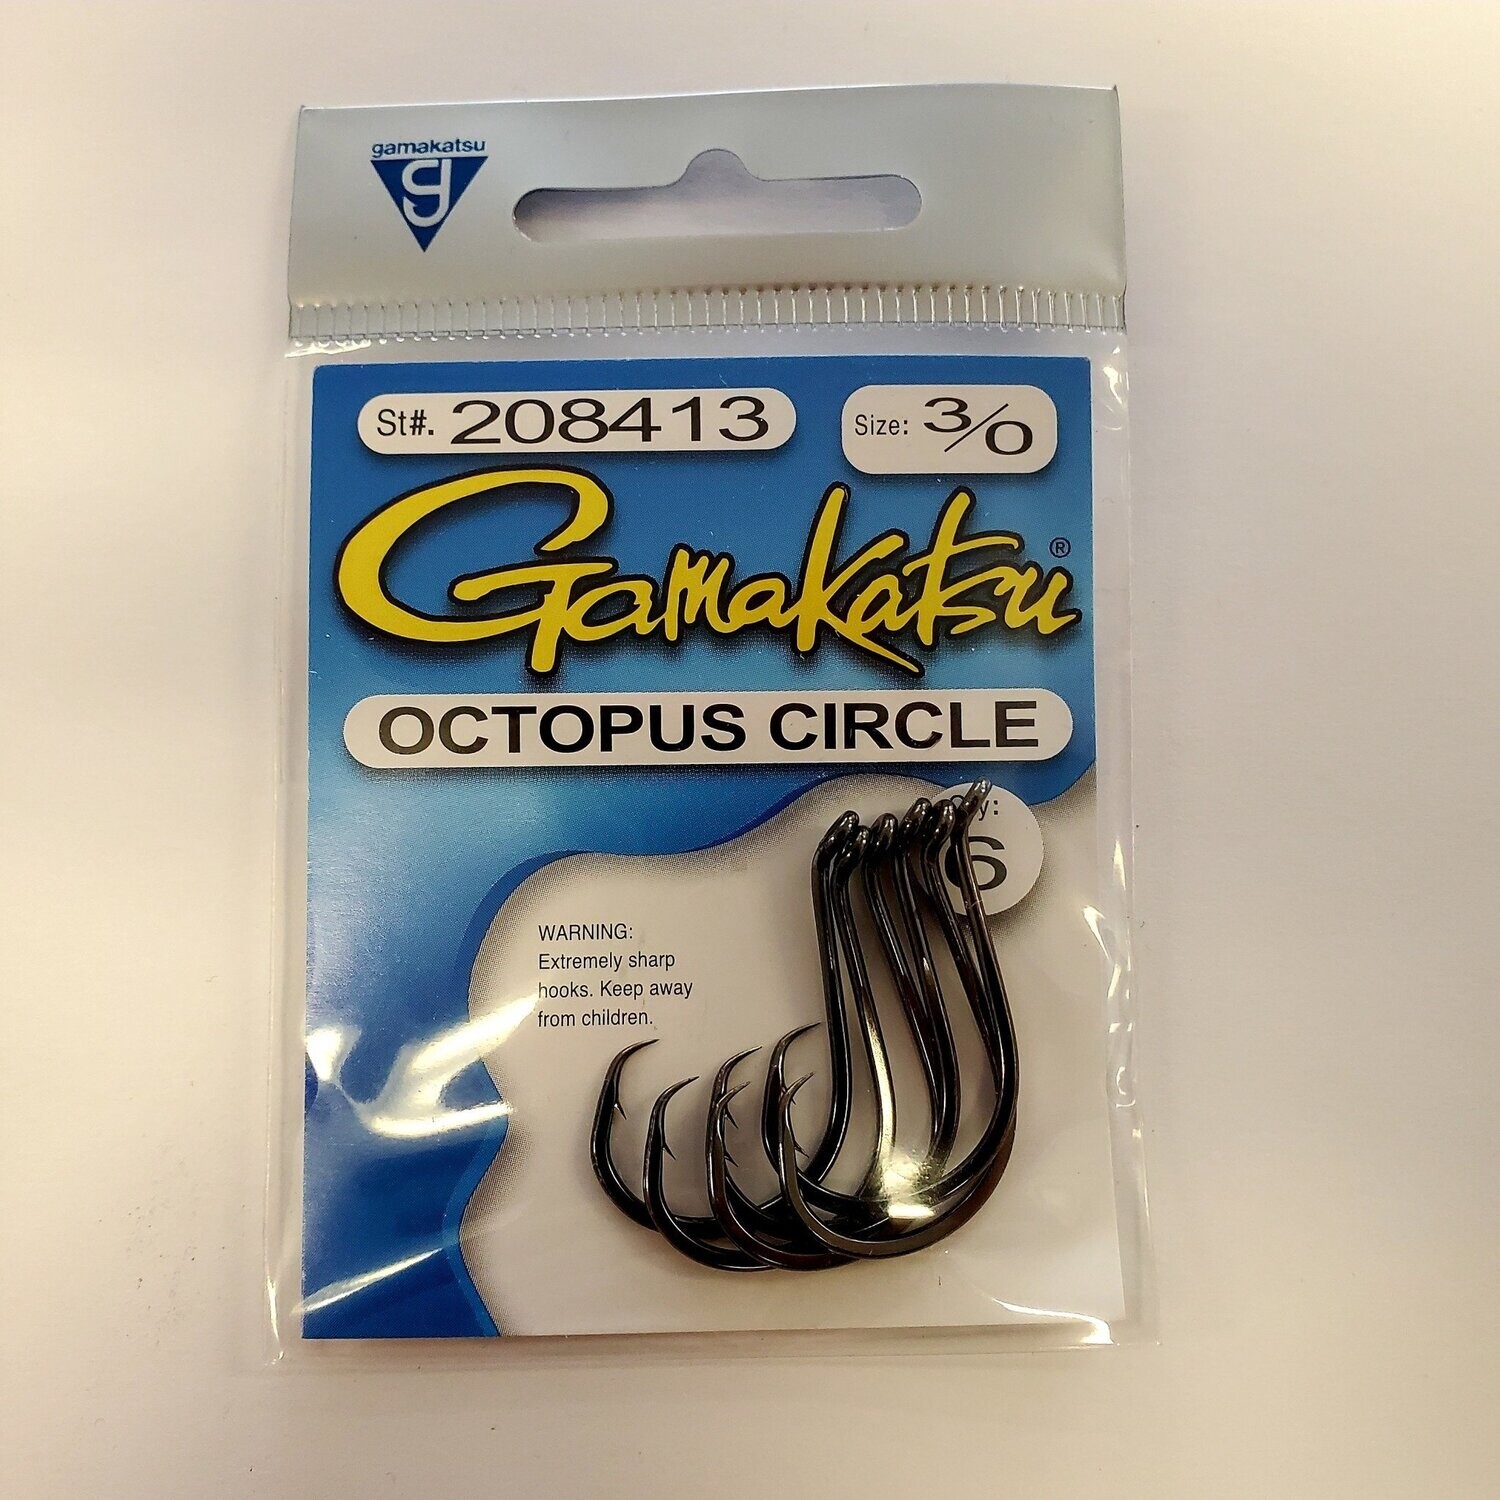 gamakatsu
St#. 208413
Size: 3/0
Gamakatsu®
OCTOPUS CIRCLE
6
WARNING:
Extremely sharp
hooks. Keep away
from children.